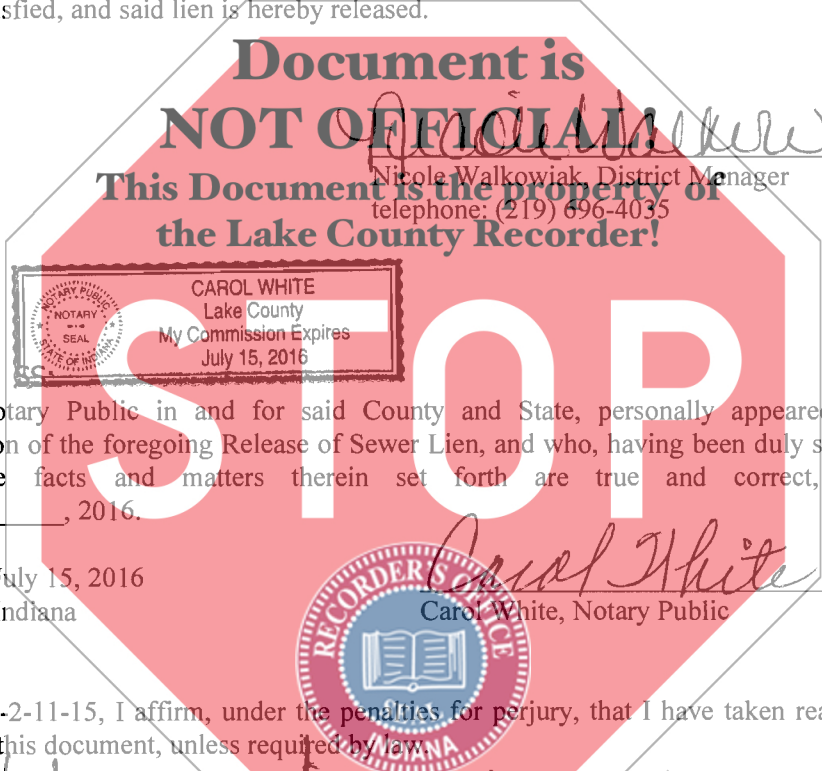 sfied, and said lien is hereby released.
Document is
NOT OFFICIAL!
Nicole Walkowiak, District Manager
This Document is the property of
telephone: (219) 696-4035
the Lake County Recorder!
NOTARY PUBLIC
NOTARY
SEAL
STATE OF INDIANA
CAROL WHITE
Lake County
My Commission Expires
July 15, 2016
SS:
STOP
otary Public in and for said County and State, personally appeared
on of the foregoing Release of Sewer Lien, and who, having been duly s
e facts and matters therein set forth are true and correct,
, 2016.
Carol White
uly 15, 2016
ndiana
Carol White, Notary Public
RECORDER'S OFFICE
INDIANA
-2-11-15, I affirm, under the penalties for perjury, that I have taken rea
this document, unless required by law.